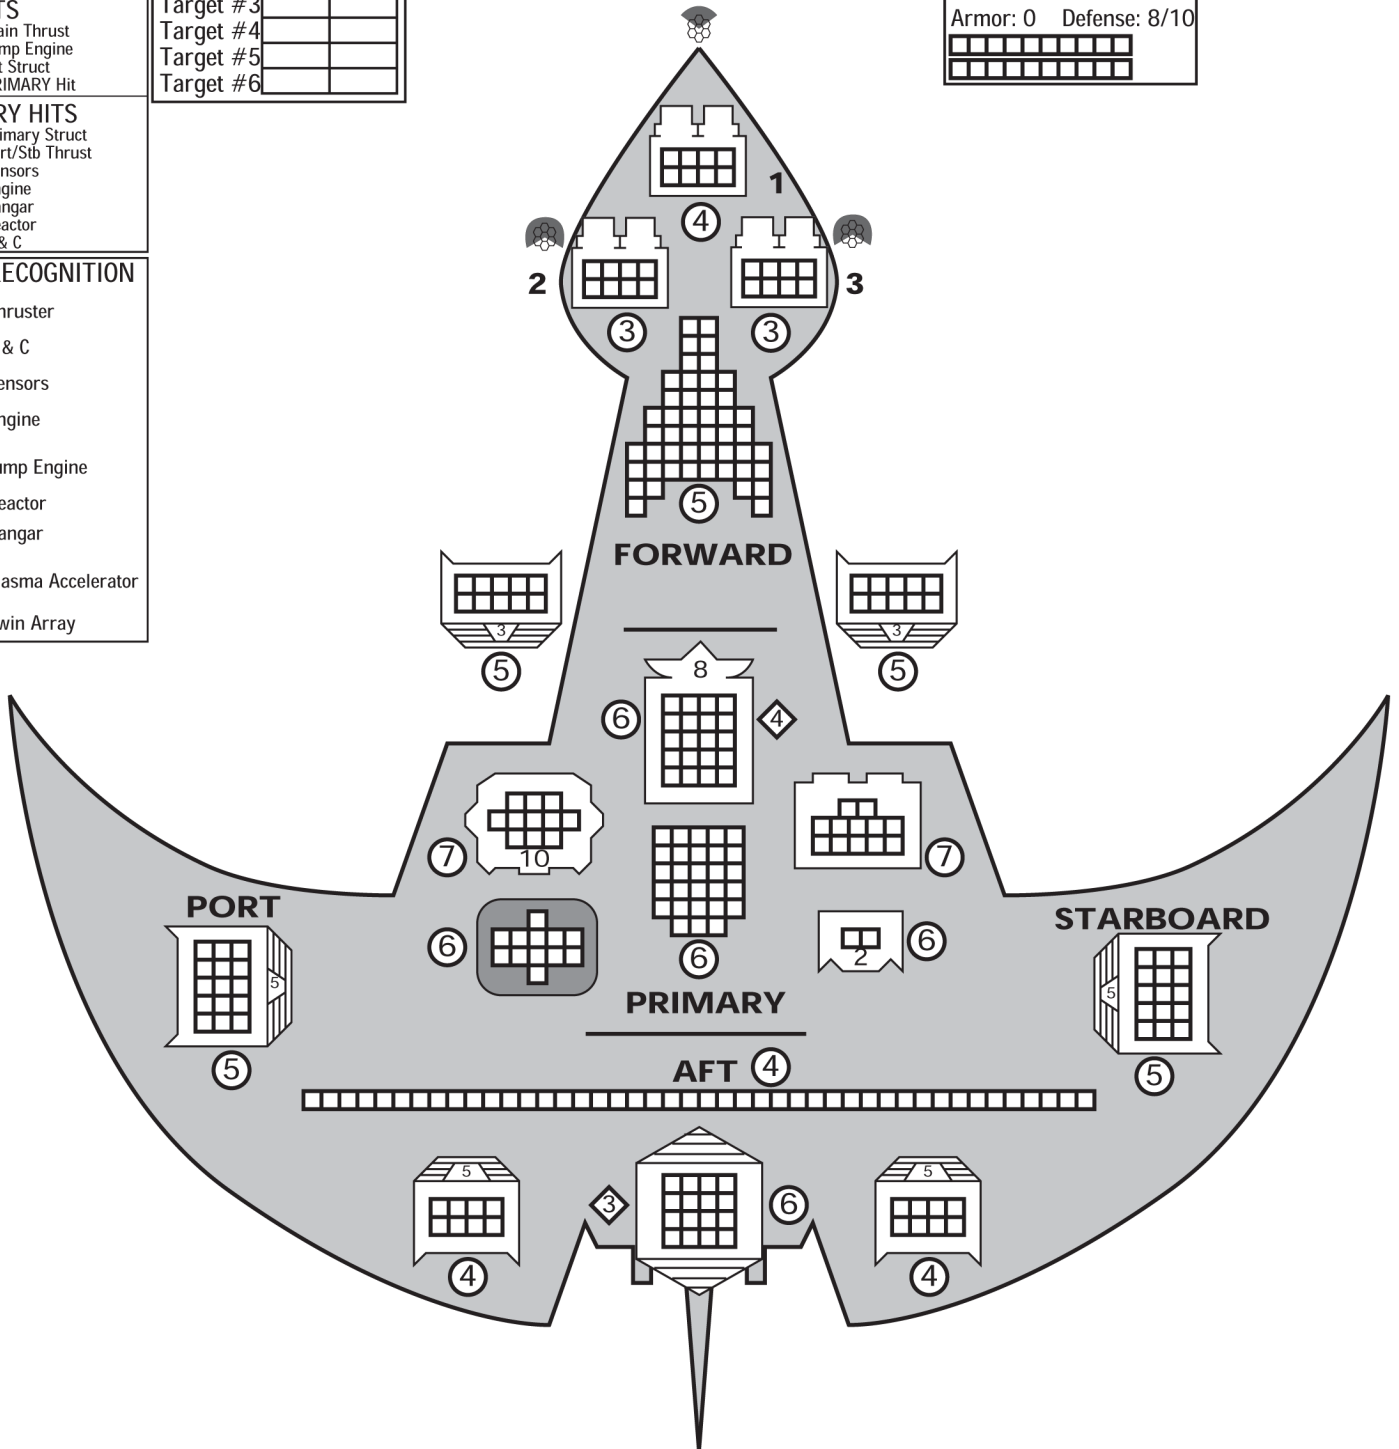 TS
ain Thrust
mp Engine
t Struct
RIMARY Hit
RY HITS
imary Struct
rt/Stb Thrust
nsors
gine
angar
eactor
& C
ECOGNITION
hruster
& C
ensors
ngine
ump Engine
eactor
angar
lasma Accelerator
win Array
Target #3
Target #4
Target #5
Target #6
Armor: 0 Defense: 8/10
1
4
2
3
3
3
5
FORWARD
3
3
5
5
8
6
4
7
10
7
PORT
STARBOARD
6
6
2
6
5
5
PRIMARY
5
5
AFT 4
5
5
3
6
4
4